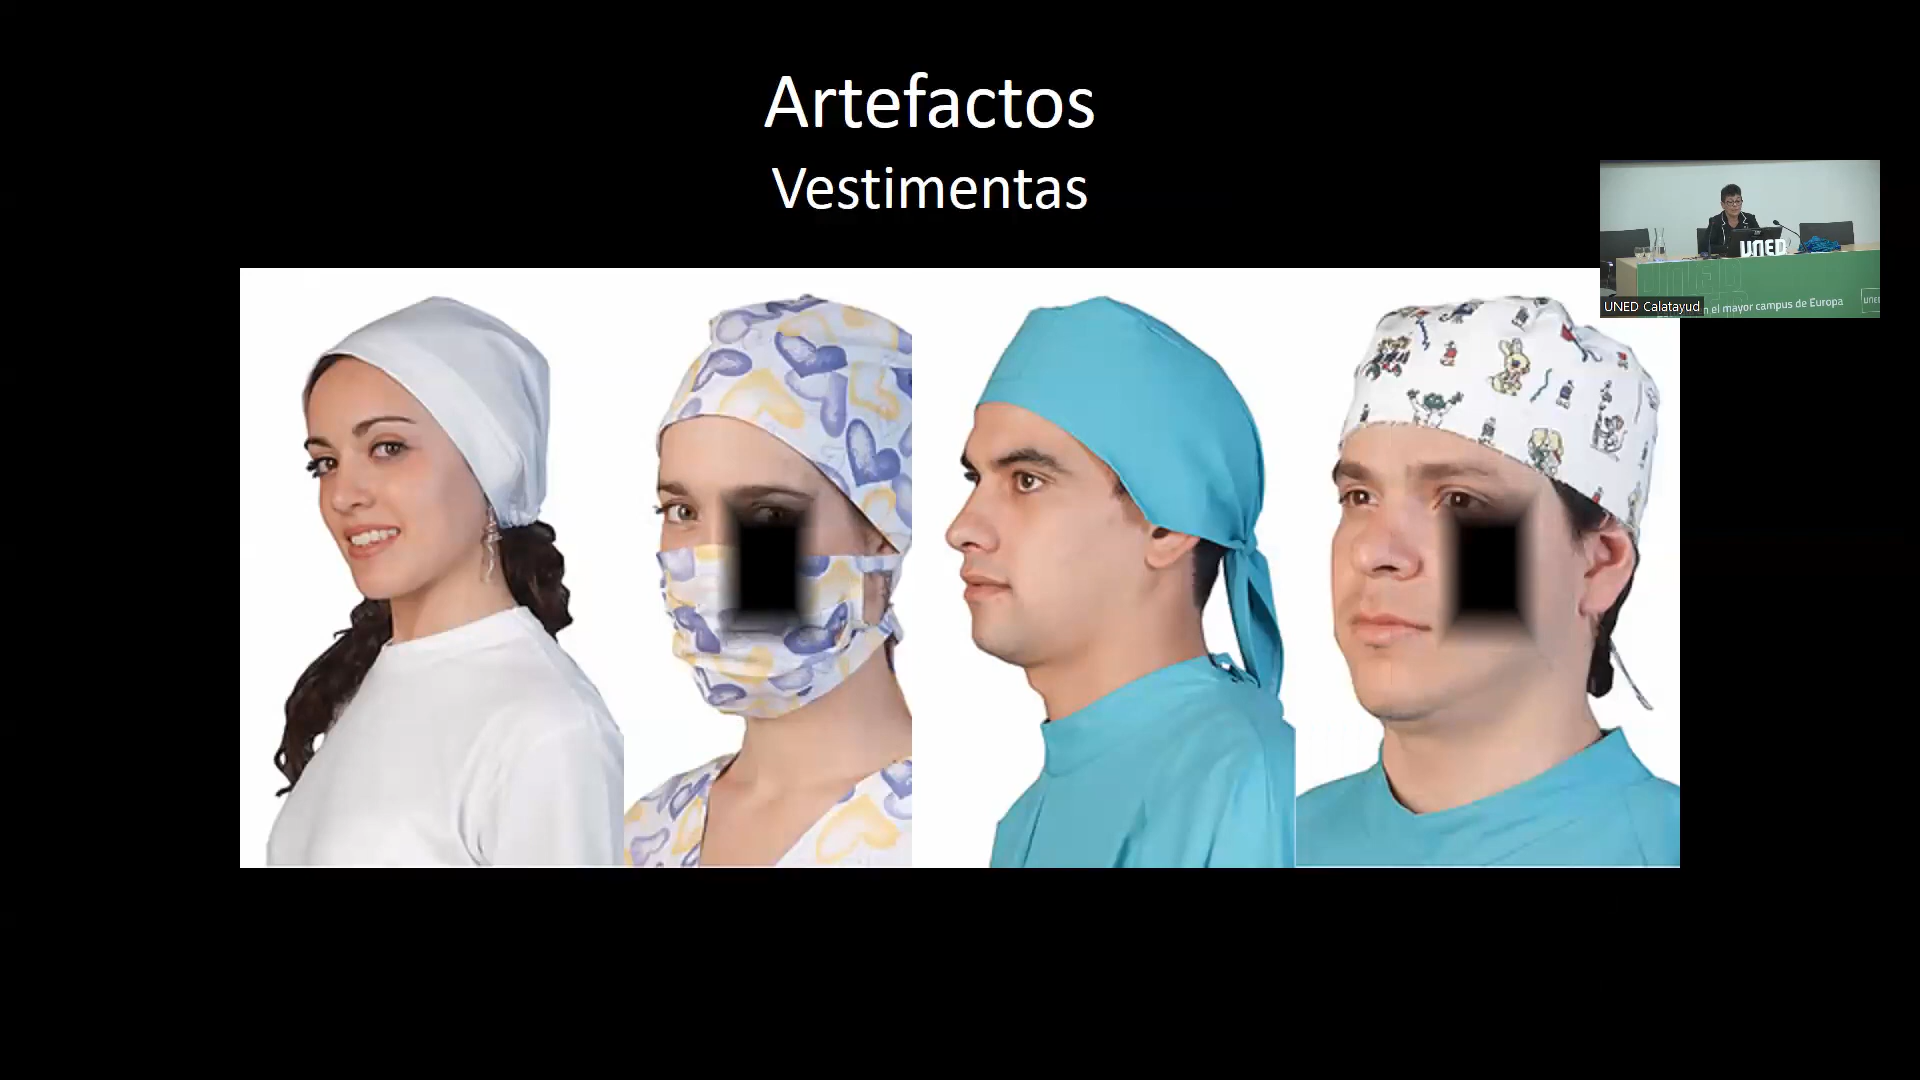 Artefactos
Vestimentas
UNED
UNED Calatayud
n el mayor campus de Europa